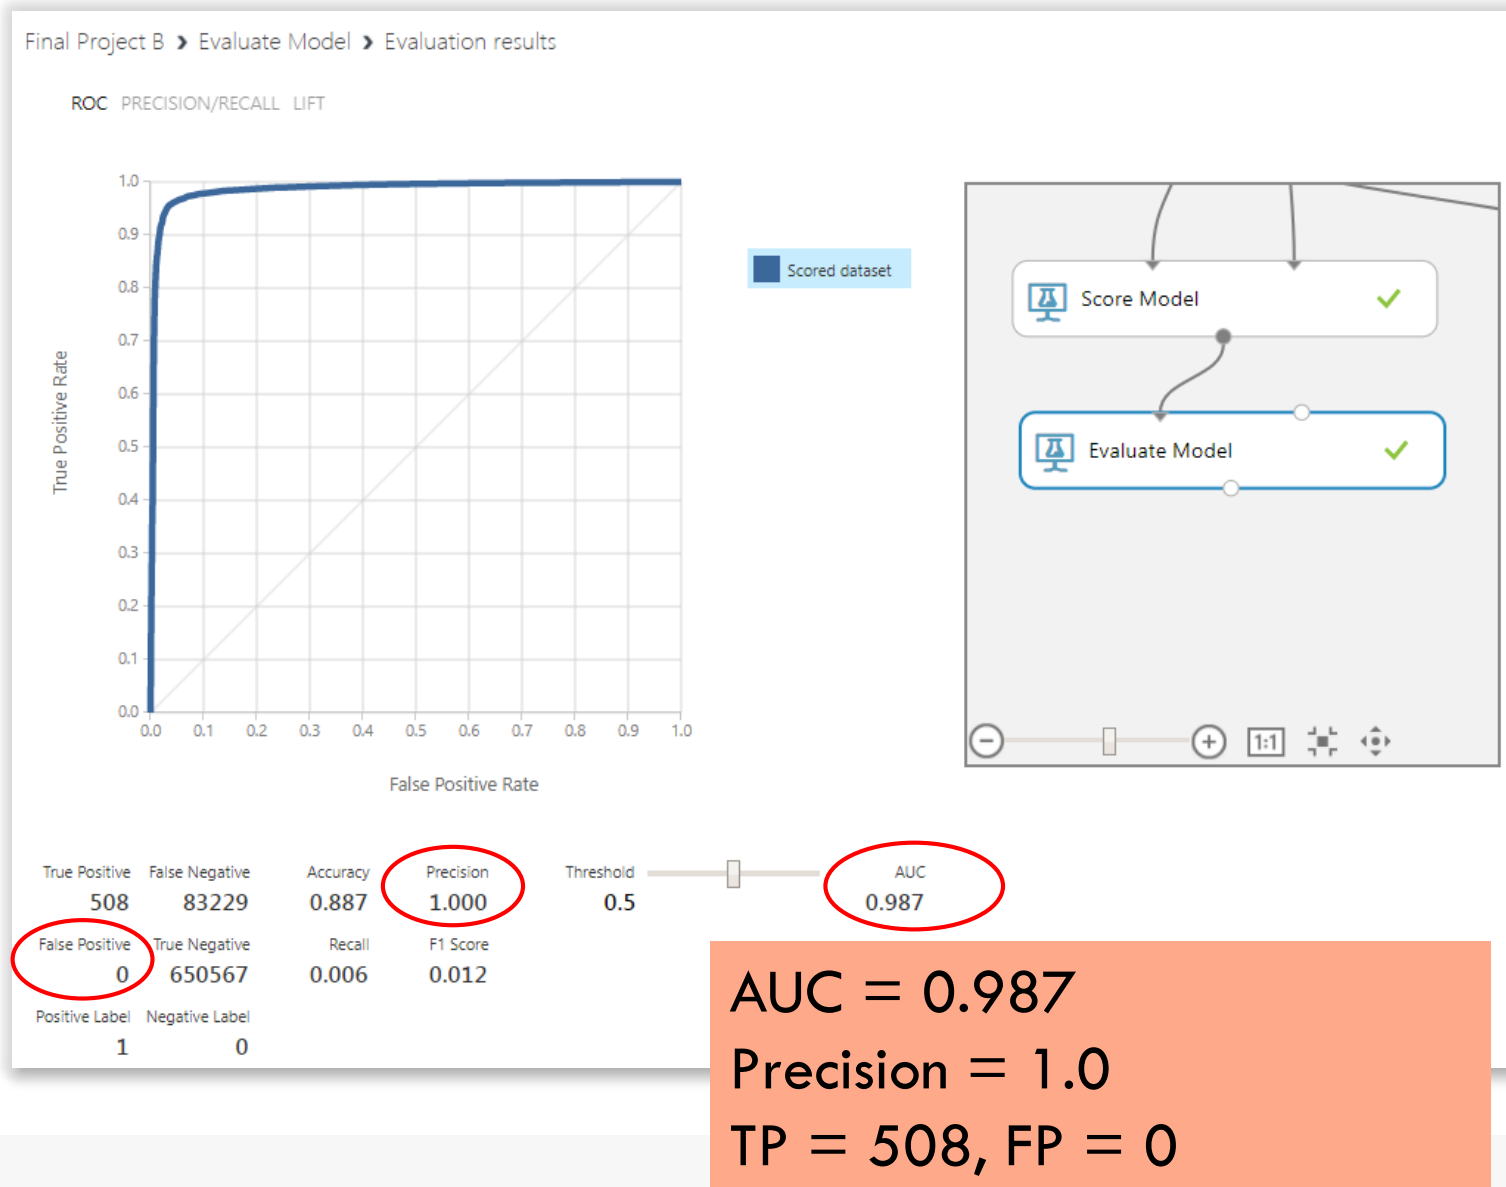 Final Project B › Evaluate Model › Evaluation results
ROC PRECISION/RECALL LIFT
1.0
0.9
0.8
0.7
0.6
0.5
0.4
0.3
0.2
0.1
0.0
True Positive Rate
0.0 0.1 0.2 0.3 0.4 0.5 0.6 0.7 0.8 0.9 1.0
False Positive Rate
Scored dataset
Score Model
Evaluate Model
1:1
True Positive False Negative Accuracy Precision Threshold AUC
508 83229 0.887 1.000 0.5 0.987
False Positive True Negative Recall F1 Score
0 650567 0.006 0.012
Positive Label Negative Label
1 0
AUC = 0.987
Precision = 1.0
TP = 508, FP = 0